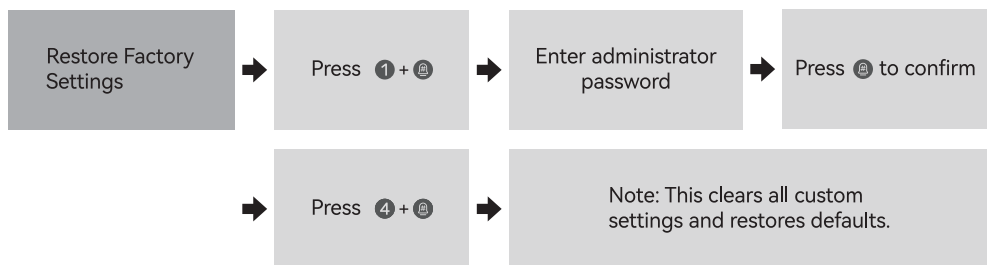 Restore Factory
Settings
Press 1 + #
Enter administrator
password
Press # to confirm
Press 4 + #
Note: This clears all custom
settings and restores defaults.